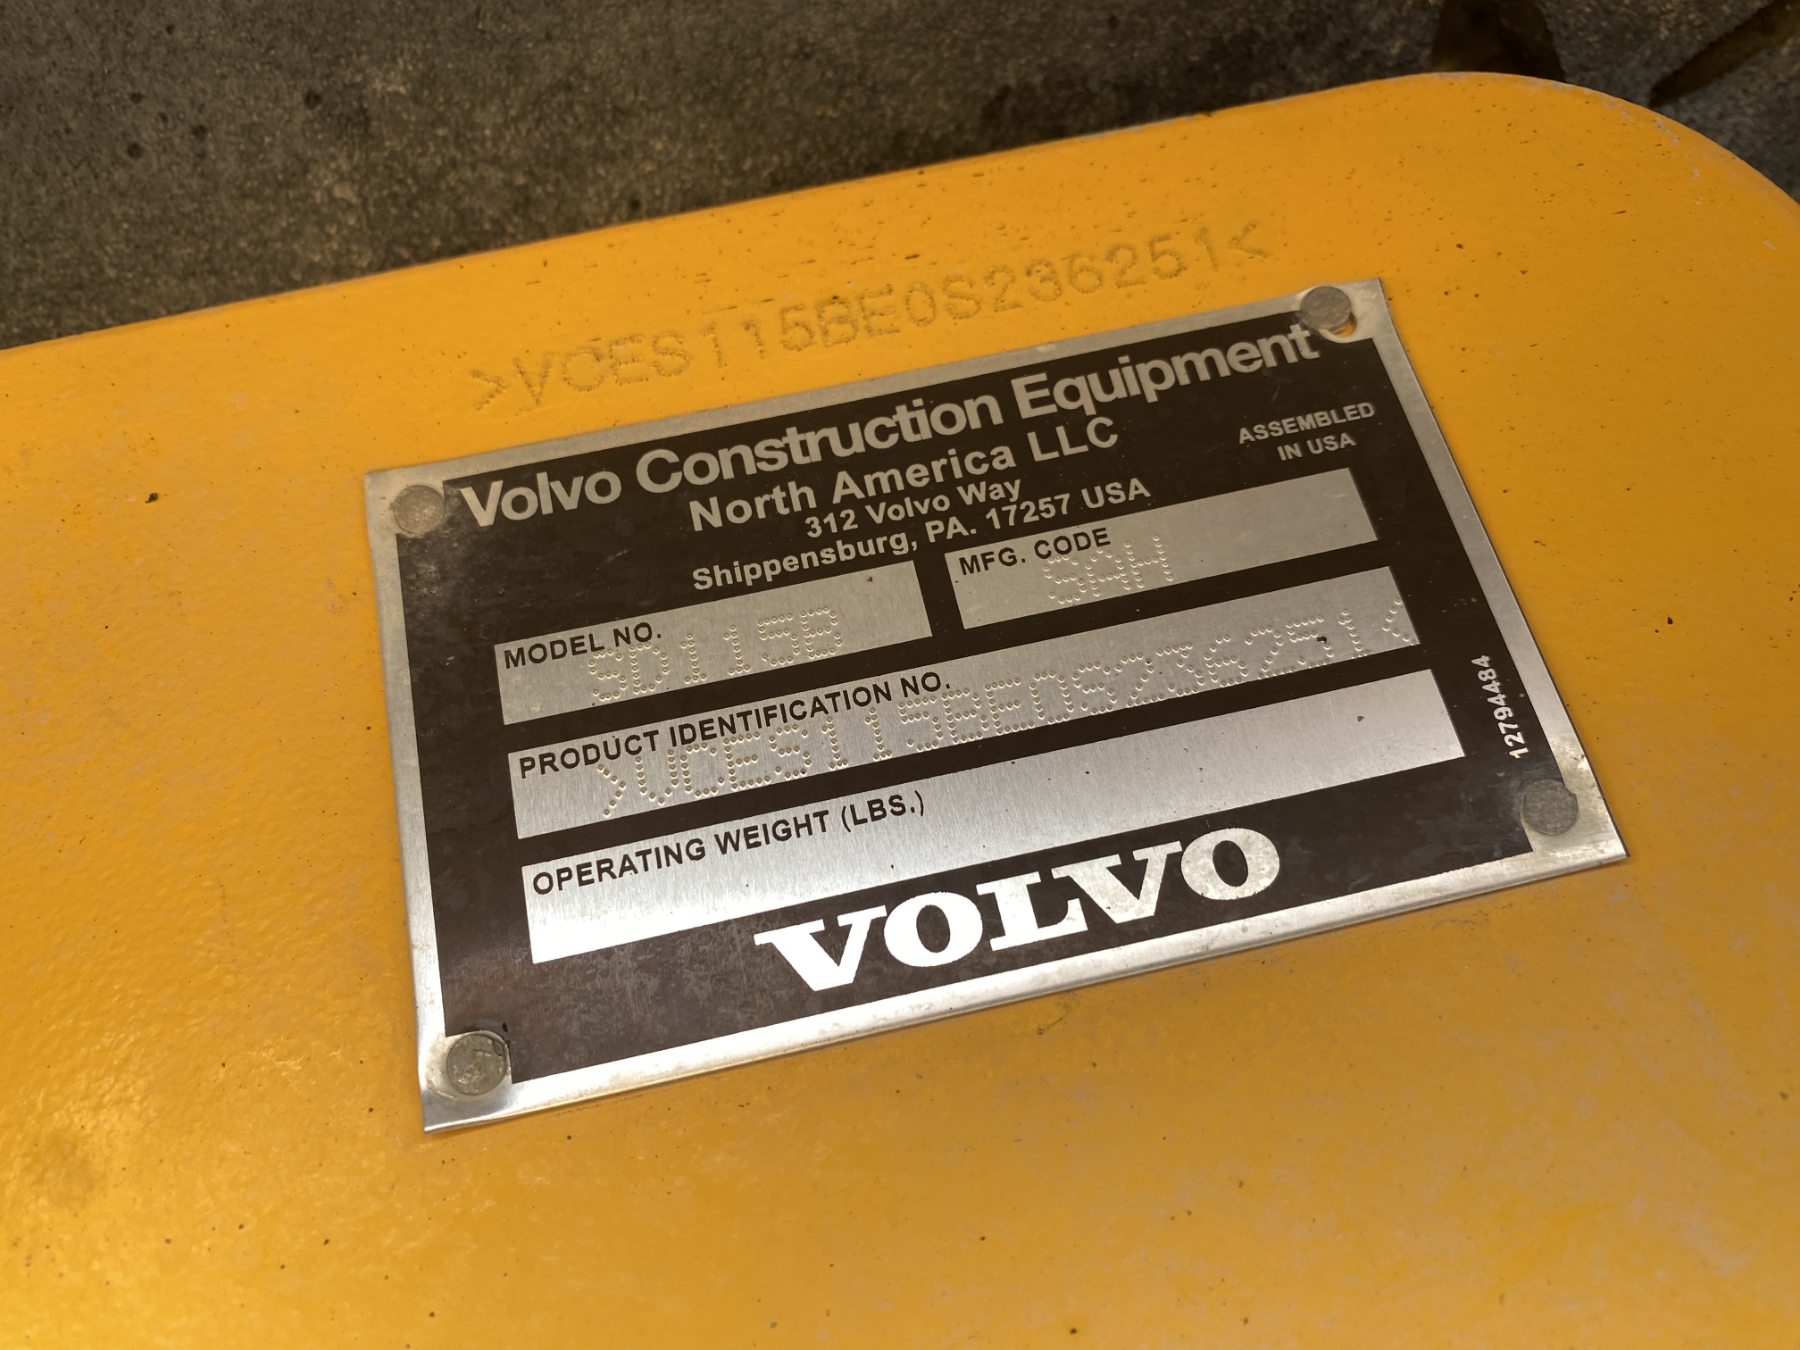 >VCES115BE0S236251<
Volvo Construction Equipment
North America LLC
312 Volvo Way
Shippensburg, PA. 17257 USA
ASSEMBLED
IN USA
MODEL NO.
SD115B
MFG. CODE
SAH
PRODUCT IDENTIFICATION NO.
>VCES115BE0S236251<
OPERATING WEIGHT (LBS.)
12794484
VOLVO